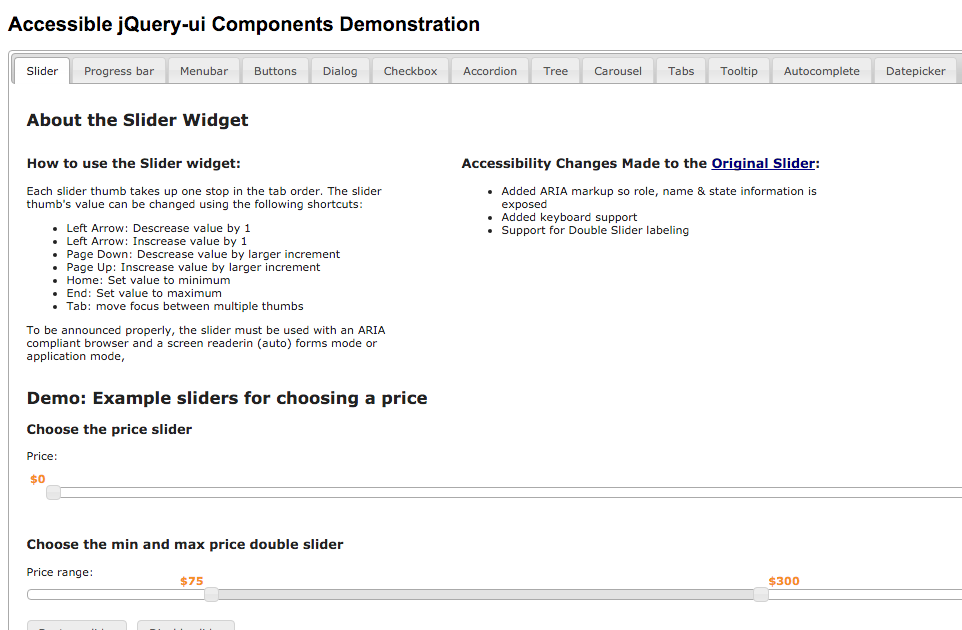 Accessible jQuery-ui Components Demonstration
Slider Progress bar Menubar Buttons Dialog Checkbox Accordion Tree Carousel Tabs Tooltip Autocomplete Datepicker
About the Slider Widget
How to use the Slider widget:
Each slider thumb takes up one stop in the tab order. The slider
thumb's value can be changed using the following shortcuts:
• Left Arrow: Descrease value by 1
• Left Arrow: Inscrease value by 1
• Page Down: Descrease value by larger increment
• Page Up: Inscrease value by larger increment
• Home: Set value to minimum
• End: Set value to maximum
• Tab: move focus between multiple thumbs
To be announced properly, the slider must be used with an ARIA
compliant browser and a screen readerin (auto) forms mode or
application mode,
Accessibility Changes Made to the Original Slider:
• Added ARIA markup so role, name & state information is
exposed
• Added keyboard support
• Support for Double Slider labeling
Demo: Example sliders for choosing a price
Choose the price slider
Price:
$0
Choose the min and max price double slider
Price range:
$75 $300